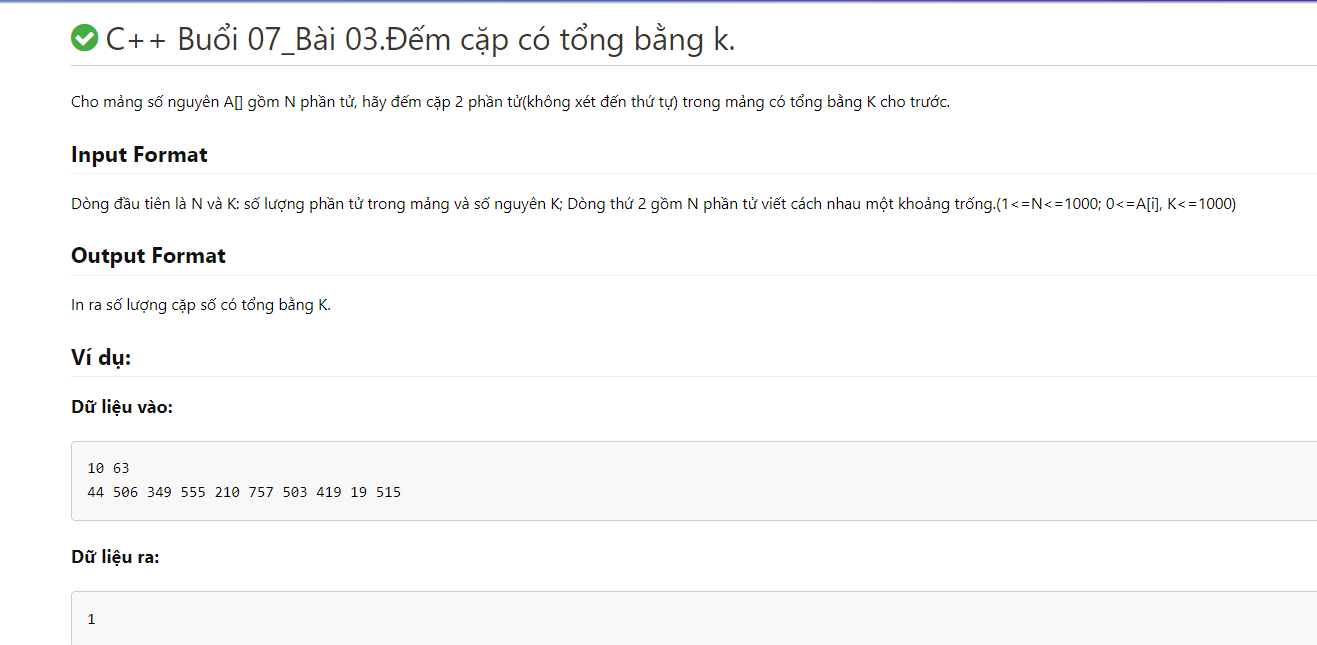 C++ Buổi 07_Bài 03.Đếm cặp có tổng bằng k.
Cho mảng số nguyên A[] gồm N phần tử, hãy đếm cặp 2 phần tử(không xét đến thứ tự) trong mảng có tổng bằng K cho trước.
Input Format
Dòng đầu tiên là N và K: số lượng phần tử trong mảng và số nguyên K; Dòng thứ 2 gồm N phần tử viết cách nhau một khoảng trống.(1<=N<=1000; 0<=A[i], K<=1000)
Output Format
In ra số lượng cặp số có tổng bằng K.
Ví dụ:
Dữ liệu vào:
10 63
44 506 349 555 210 757 503 419 19 515
Dữ liệu ra:
1